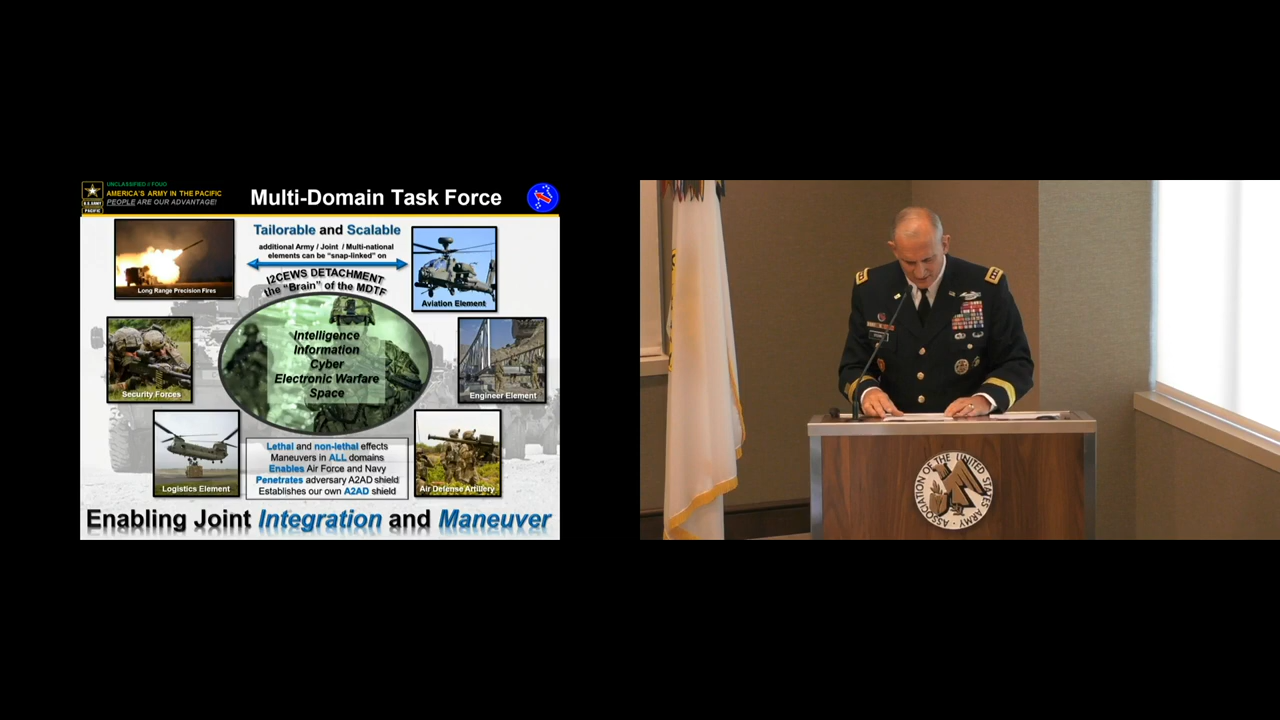 UNCLASSIFIED // FOUO
AMERICA'S ARMY IN THE PACIFIC
PEOPLE ARE OUR ADVANTAGE!
U.S. ARMY
PACIFIC
Multi-Domain Task Force
Tailorable and Scalable
additional Army / Joint / Multi-national
elements can be "snap-linked" on
I2CEWS DETACHMENT
the "Brain" of the MDTF
Long Range Precision Fires
Aviation Element
Intelligence
Information
Cyber
Electronic Warfare
Space
Security Forces
Engineer Element
Logistics Element
Air Defense Artillery
Lethal and non-lethal effects
Maneuvers in ALL domains
Enables Air Force and Navy
Penetrates adversary A2AD shield
Establishes our own A2AD shield
Enabling Joint Integration and Maneuver
ASSOCIATION OF THE UNITED STATES ARMY